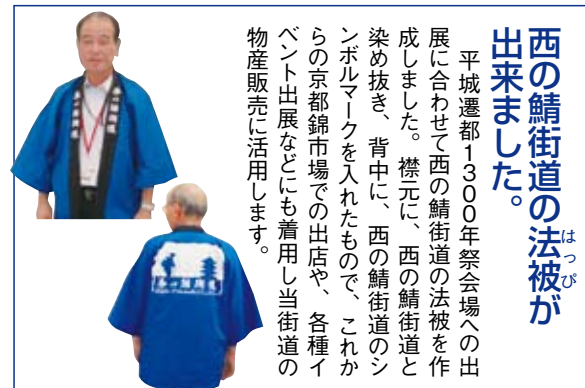 西の鯖街道の法被が
はっぴ
出来ました。
平城遷都1300年祭会場への出
展に合わせて西の鯖街道の法被を作
成しました。襟元に、西の鯖街道と
染め抜き、背中に、西の鯖街道のシ
ンボルマークを入れたもので、これか
らの京都錦市場での出店や、各種イ
ベント出展などにも着用し当街道の
物産販売に活用します。